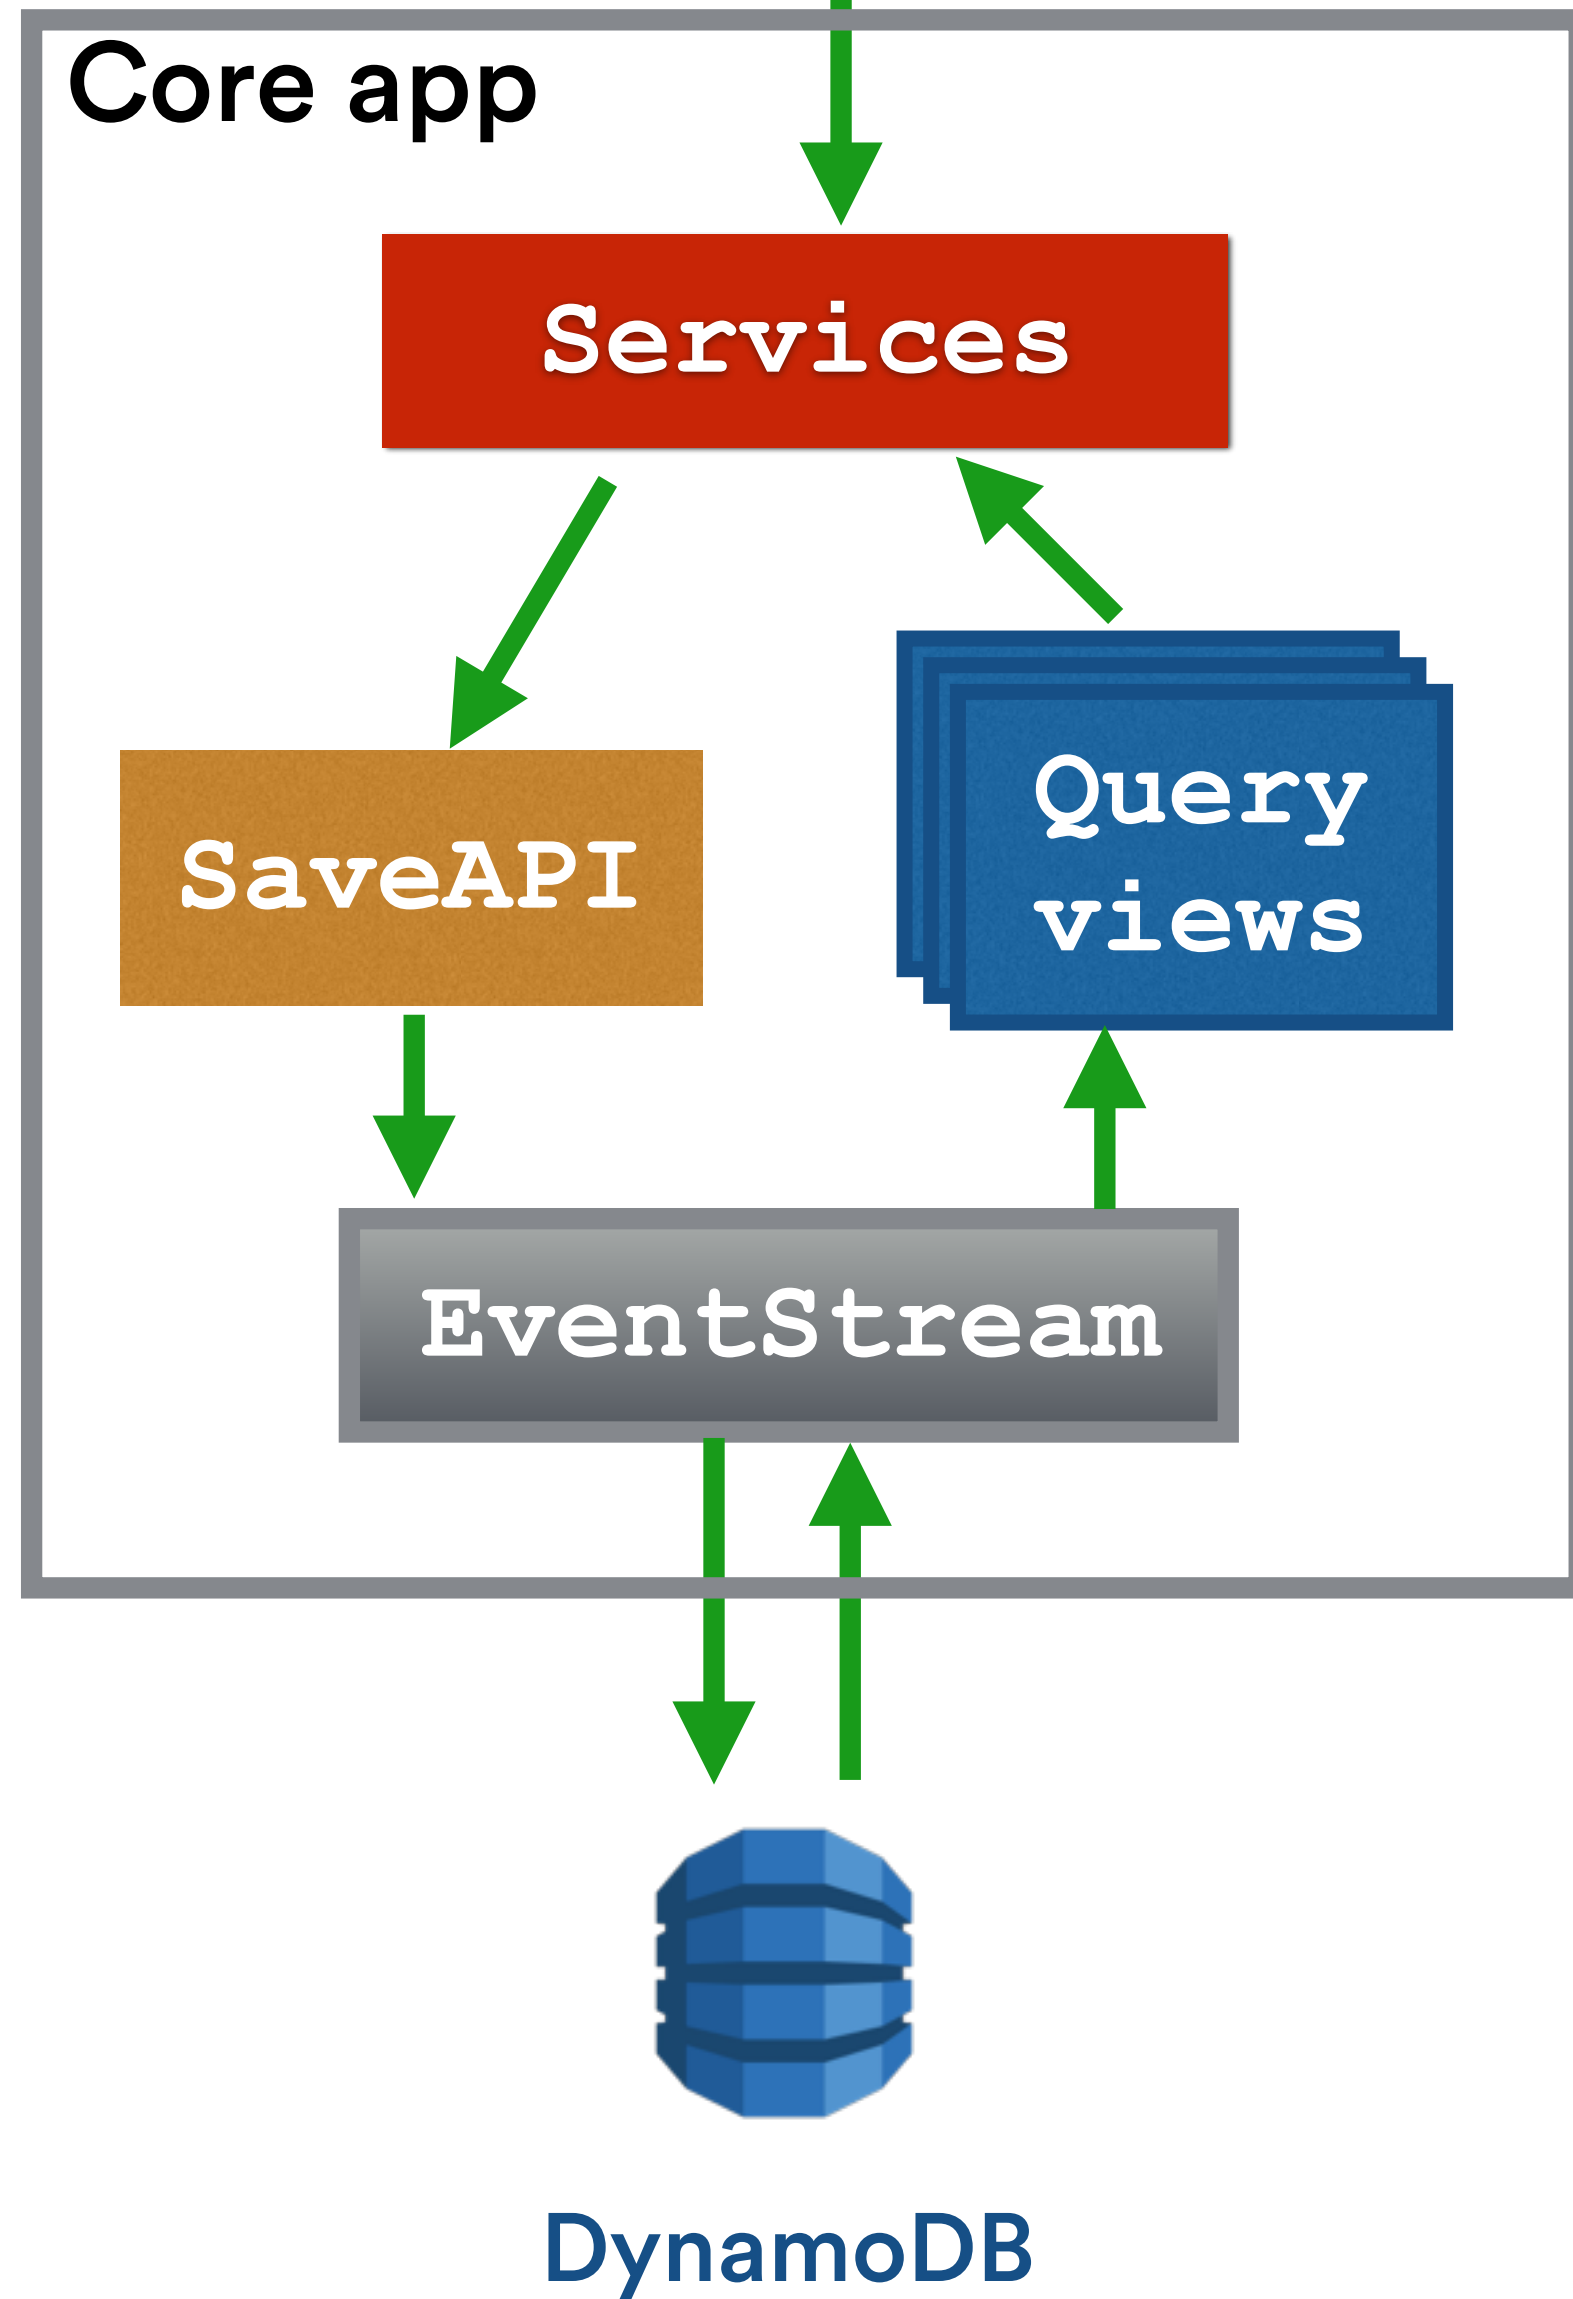 Core app
Services
SaveAPI
Query
views
EventStream
DynamoDB